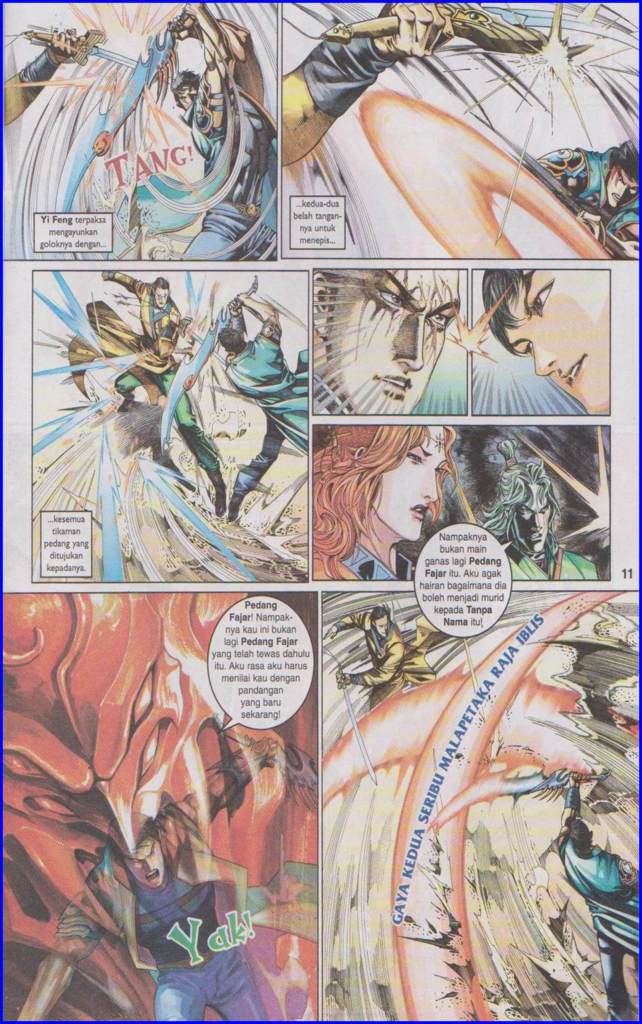 TANG!
Yi Feng terpaksa
mengayunkan
goloknya dengan...
...kedua-dua
belah tangan-
nya untuk
menepis...
...kesemua
tikaman
pedang yang
ditujukan
kepadanya.
Nampaknya
bukan main
ganas lagi Pedang
Fajar itu. Aku agak
hairan bagaimana dia
boleh menjadi murid
kepada Tanpa
Nama itu!
11
Pedang
Fajar! Nampak-
nya kau ini bukan
lagi Pedang Fajar
yang telah tewas dahulu
itu. Aku rasa aku harus
menilai kau dengan
pandangan
yang baru
sekarang!
Yak!
GAYA KEDUA SERIBU MALAPETAKA RAJA IBLIS